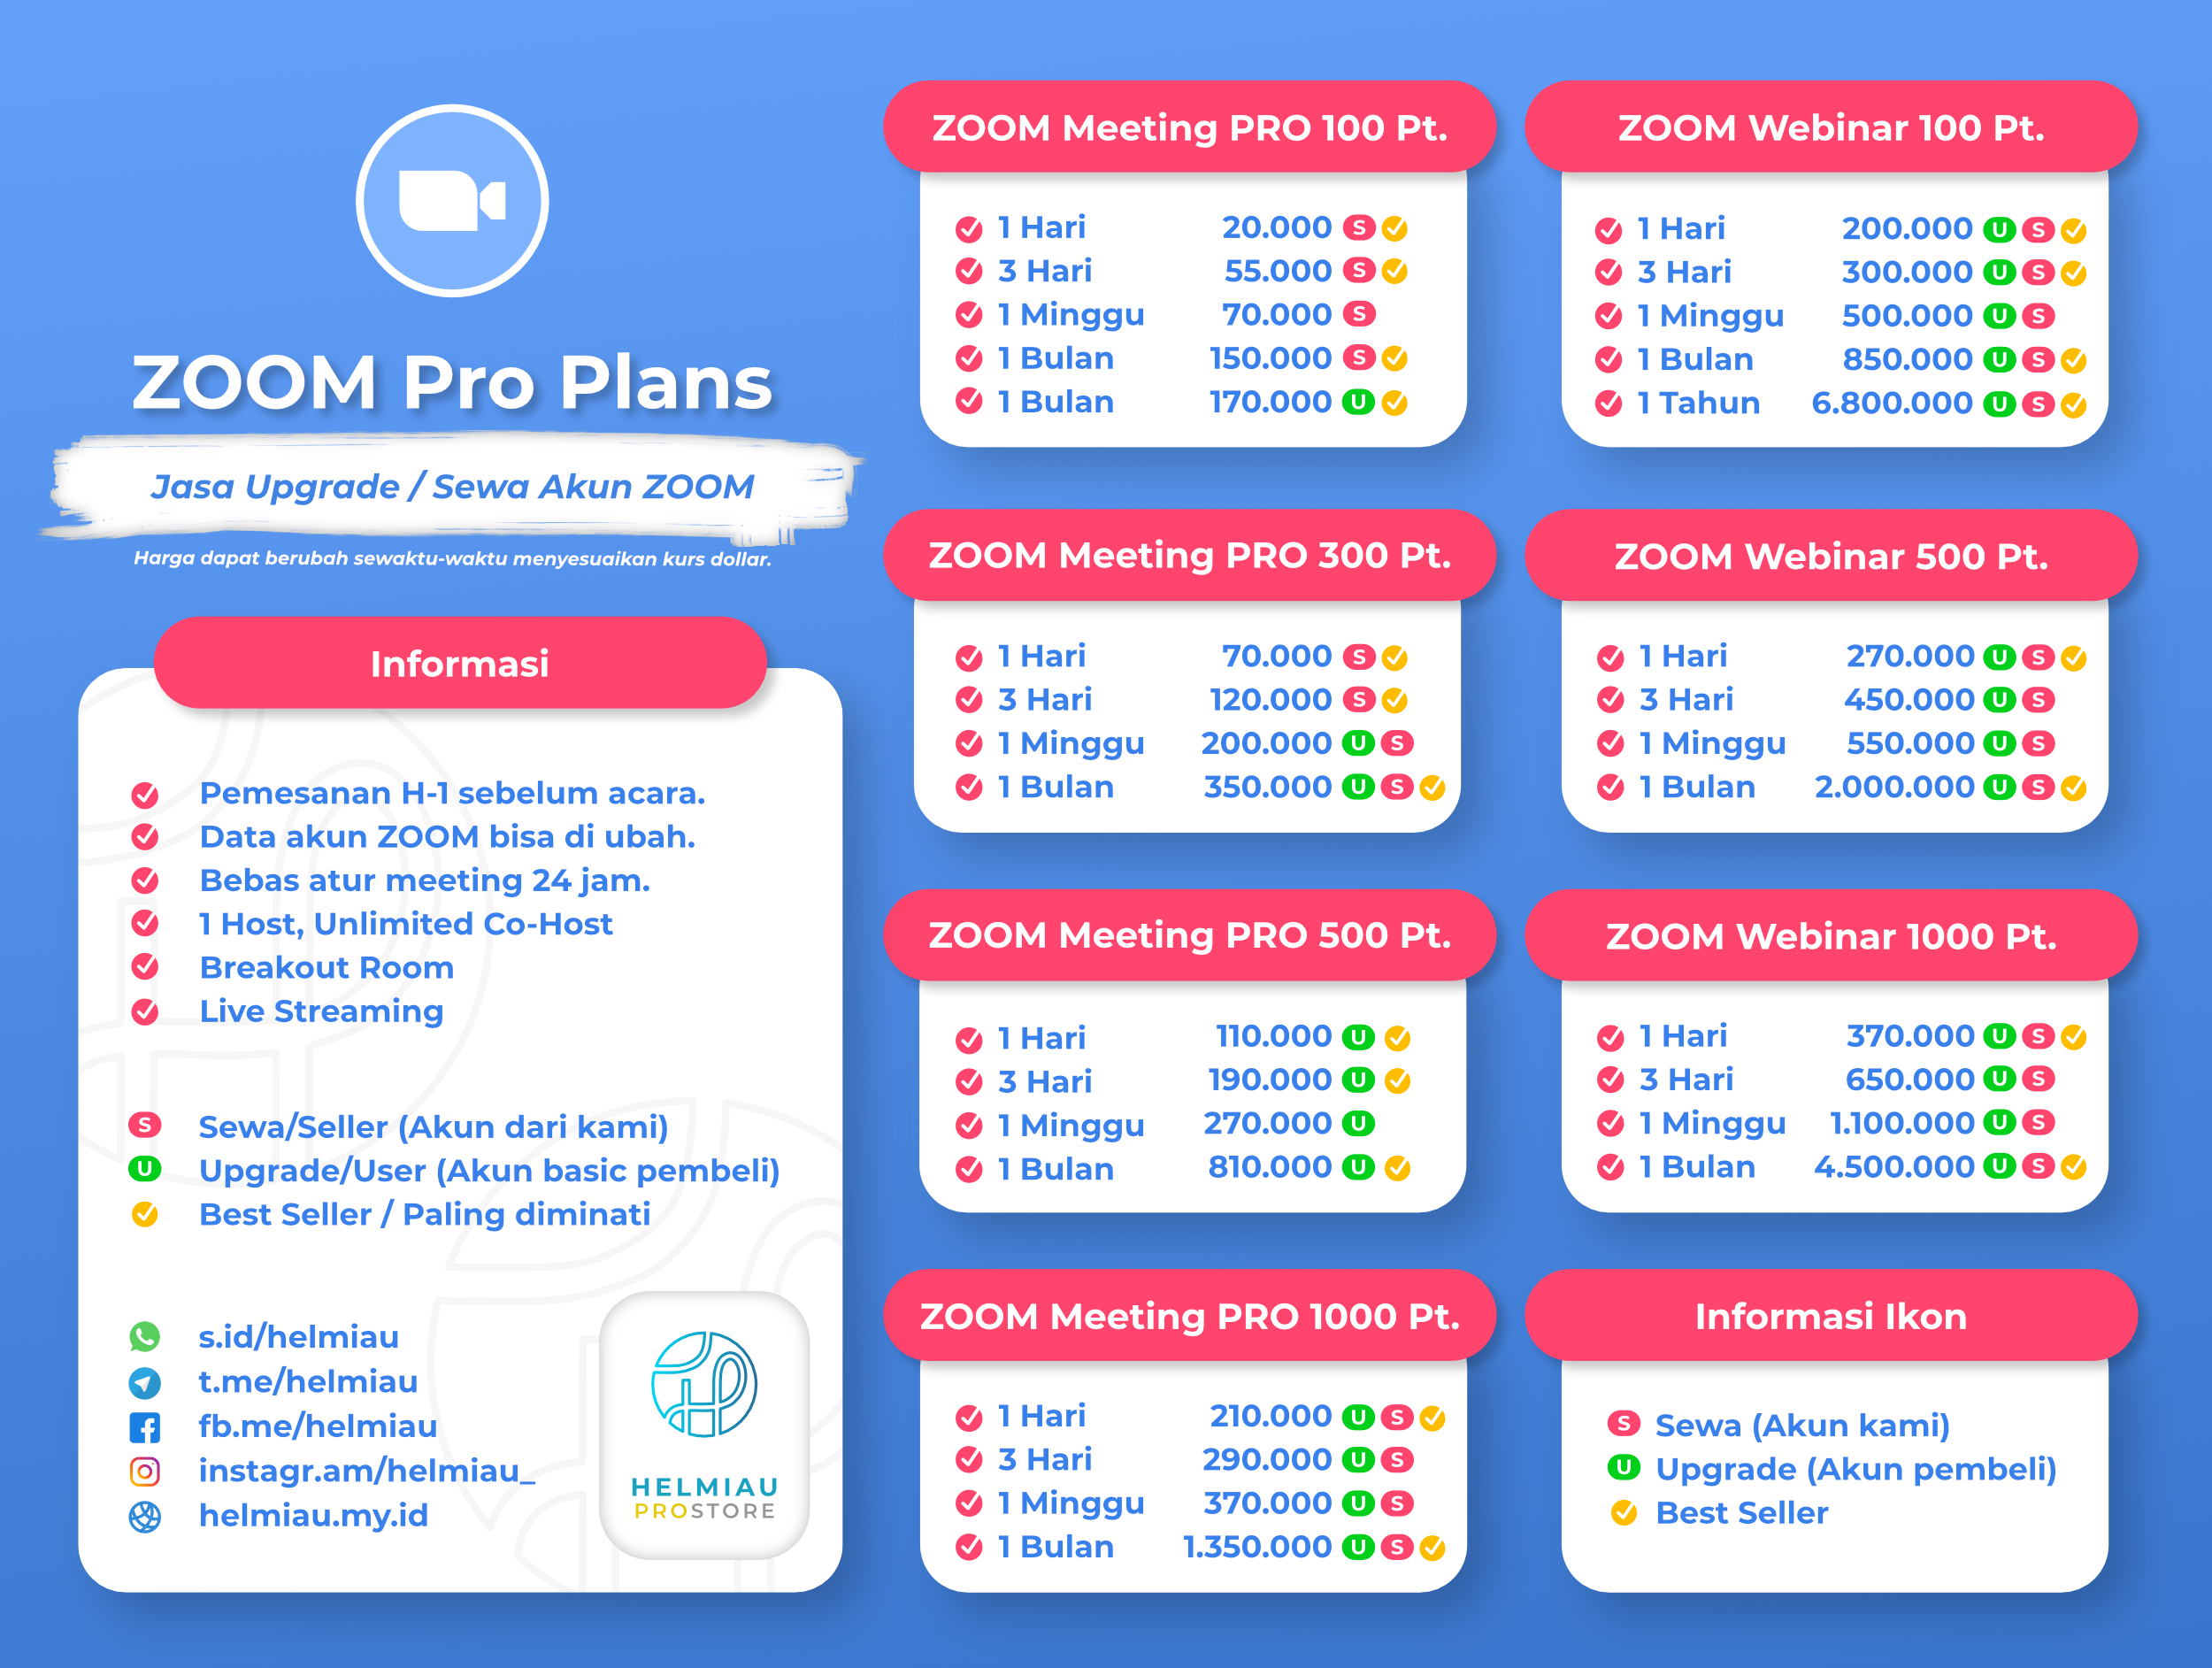 ZOOM Pro Plans
Jasa Upgrade / Sewa Akun ZOOM
Harga dapat berubah sewaktu-waktu menyesuaikan kurs dollar.
Informasi
Pemesanan H-1 sebelum acara.
Data akun ZOOM bisa di ubah.
Bebas atur meeting 24 jam.
1 Host, Unlimited Co-Host
Breakout Room
Live Streaming
S Sewa/Seller (Akun dari kami)
U Upgrade/User (Akun basic pembeli)
Best Seller / Paling diminati
s.id/helmiau
t.me/helmiau
fb.me/helmiau
instagr.am/helmiau_
helmiau.my.id
HELMIAU
PROSTORE
ZOOM Meeting PRO 100 Pt.
1 Hari 20.000 S
3 Hari 55.000 S
1 Minggu 70.000 S
1 Bulan 150.000 S
1 Bulan 170.000 U
ZOOM Meeting PRO 300 Pt.
1 Hari 70.000 S
3 Hari 120.000 S
1 Minggu 200.000 U S
1 Bulan 350.000 U S
ZOOM Meeting PRO 500 Pt.
1 Hari 110.000 U
3 Hari 190.000 U
1 Minggu 270.000 U
1 Bulan 810.000 U
ZOOM Meeting PRO 1000 Pt.
1 Hari 210.000 U S
3 Hari 290.000 U S
1 Minggu 370.000 U S
1 Bulan 1.350.000 U S
ZOOM Webinar 100 Pt.
1 Hari 200.000 U S
3 Hari 300.000 U S
1 Minggu 500.000 U S
1 Bulan 850.000 U S
1 Tahun 6.800.000 U S
ZOOM Webinar 500 Pt.
1 Hari 270.000 U S
3 Hari 450.000 U S
1 Minggu 550.000 U S
1 Bulan 2.000.000 U S
ZOOM Webinar 1000 Pt.
1 Hari 370.000 U S
3 Hari 650.000 U S
1 Minggu 1.100.000 U S
1 Bulan 4.500.000 U S
Informasi Ikon
S Sewa (Akun kami)
U Upgrade (Akun pembeli)
Best Seller